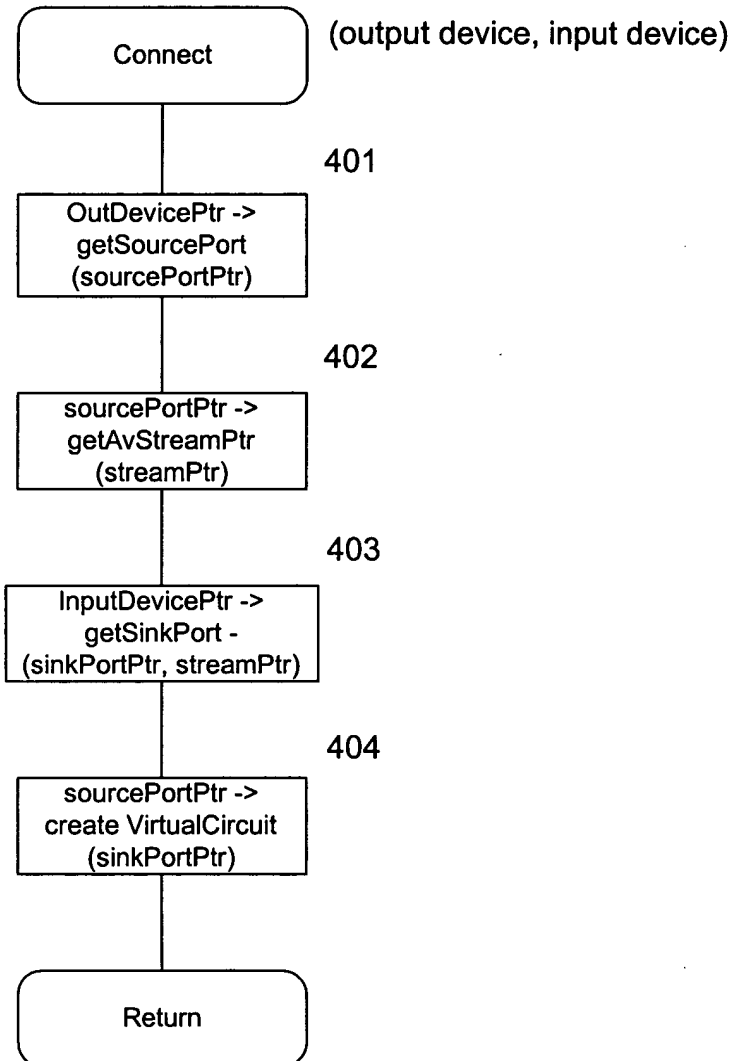 Connect
(output device, input device)
401
OutDevicePtr ->
getSourcePort
(sourcePortPtr)
402
sourcePortPtr ->
getAvStreamPtr
(streamPtr)
403
InputDevicePtr ->
getSinkPort -
(sinkPortPtr, streamPtr)
404
sourcePortPtr ->
create VirtualCircuit
(sinkPortPtr)
Return